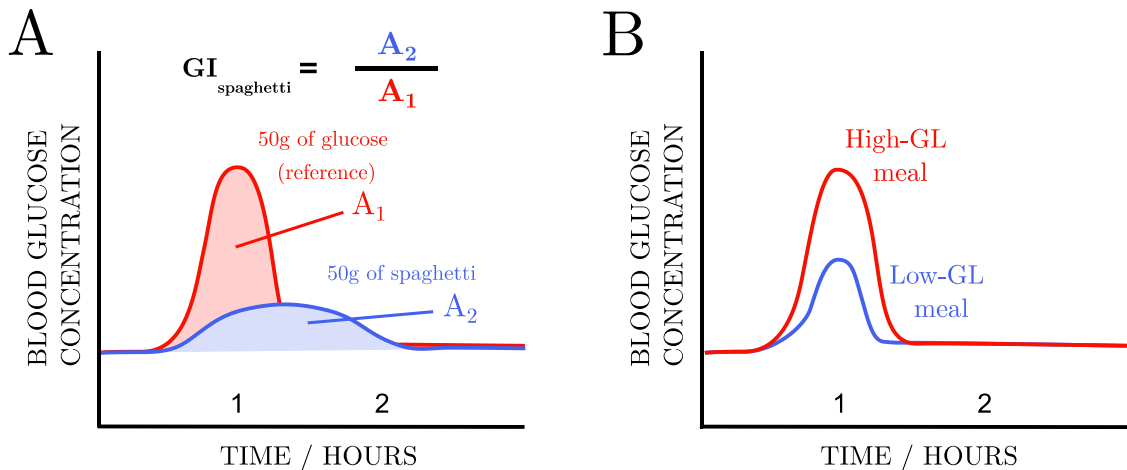 A
GI spaghetti = A2
A1
50g of glucose
(reference)
A1
50g of spaghetti
A2
BLOOD GLUCOSE
CONCENTRATION
1 2
TIME / HOURS
B
High-GL
meal
Low-GL
meal
BLOOD GLUCOSE
CONCENTRATION
1 2
TIME / HOURS